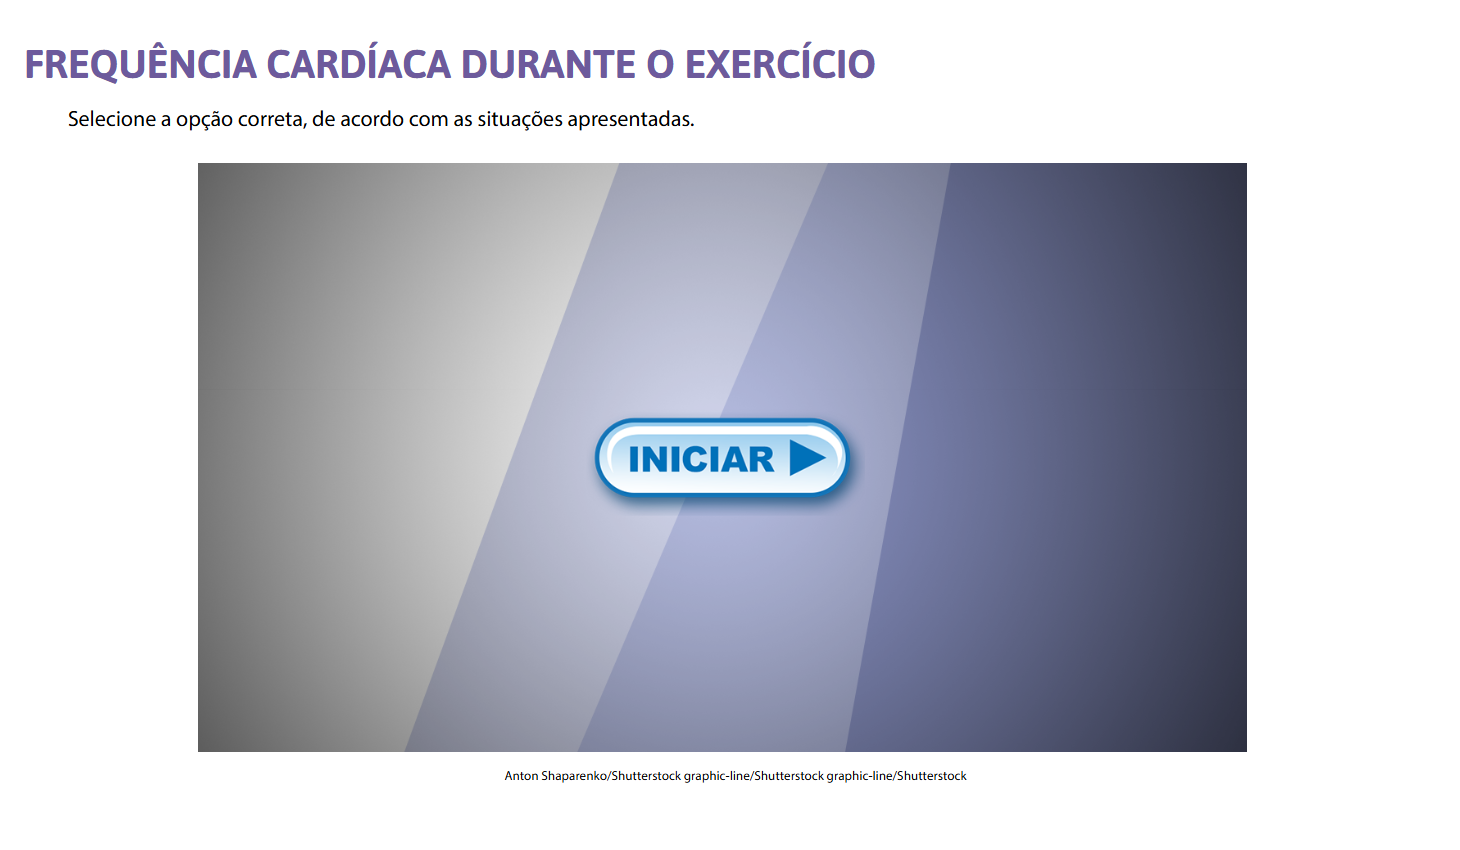 FREQUÊNCIA CARDÍACA DURANTE O EXERCÍCIO
Selecione a opção correta, de acordo com as situações apresentadas.
INICIAR
Anton Shaparenko/Shutterstock graphic-line/Shutterstock graphic-line/Shutterstock